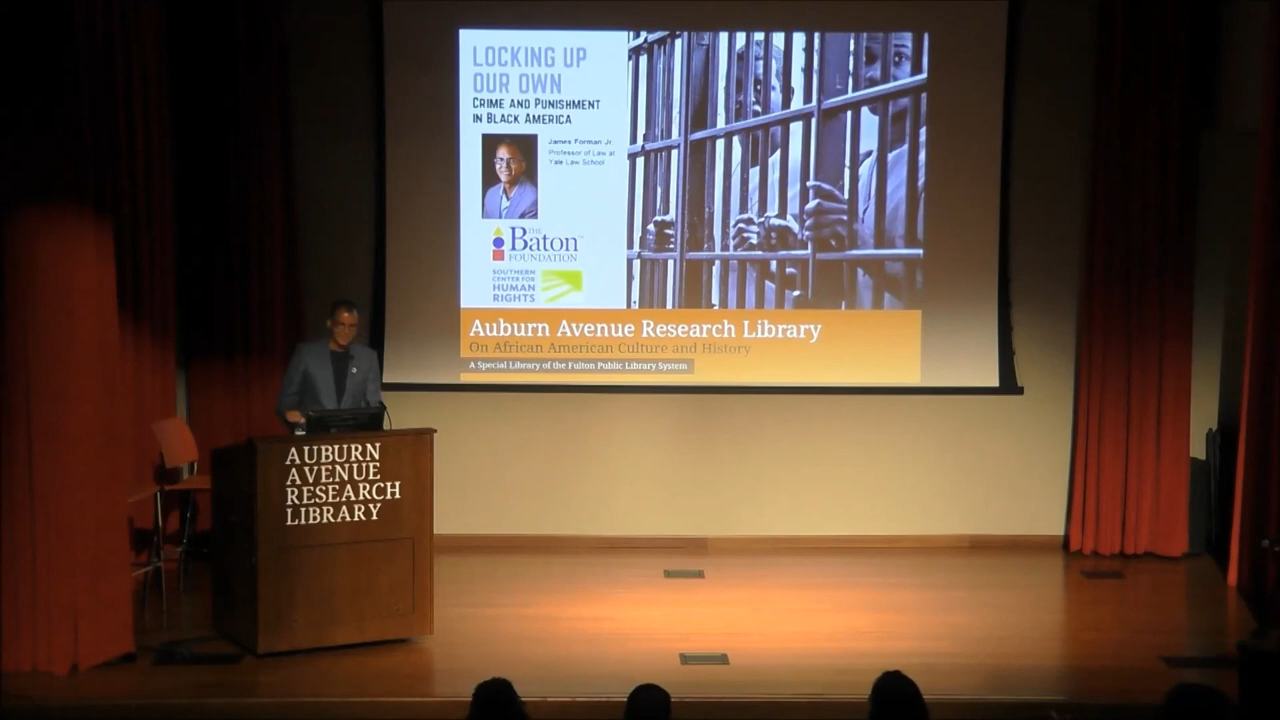 LOCKING UP
OUR OWN
CRIME AND PUNISHMENT
IN BLACK AMERICA
James Forman Jr.
Professor of Law at
Yale Law School
THE
Baton
FOUNDATION
SOUTHERN
CENTER FOR
HUMAN
RIGHTS
Auburn Avenue Research Library
On African American Culture and History
A Special Library of the Fulton Public Library System
AUBURN
AVENUE
RESEARCH
LIBRARY